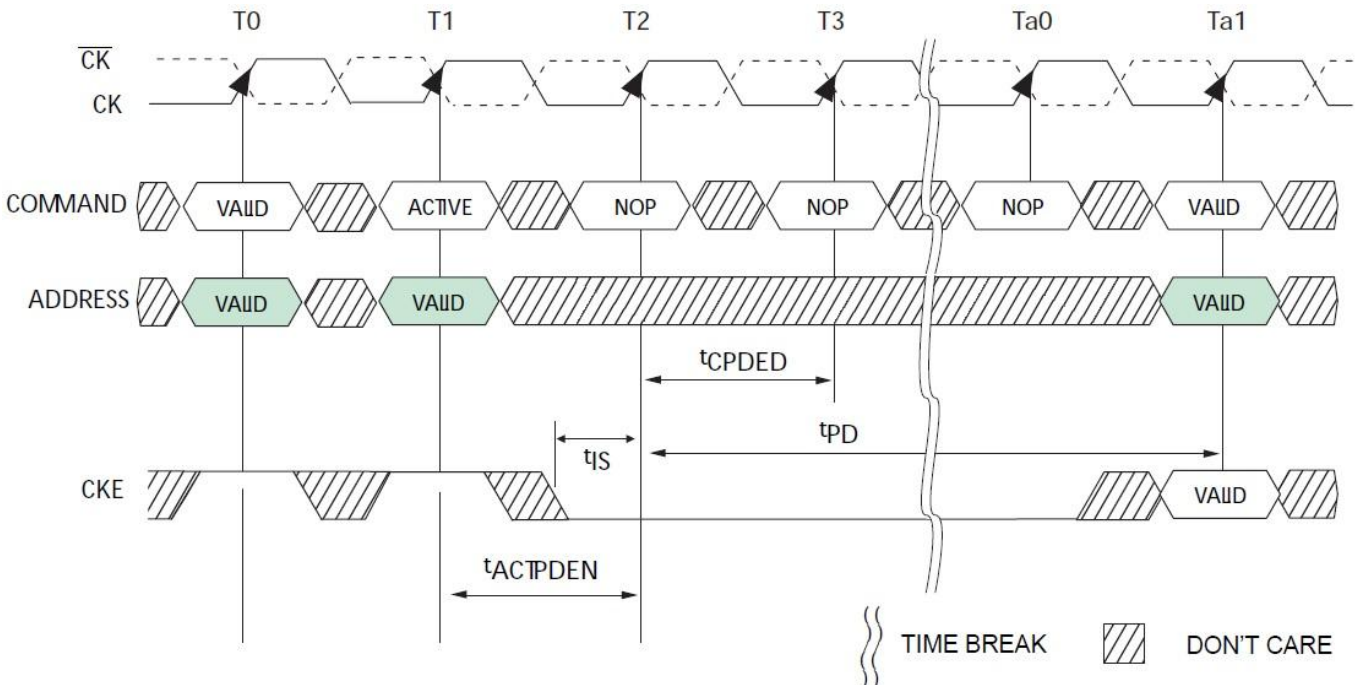 T0 T1 T2 T3 Ta0 Ta1
CK
CK
COMMAND VALID ACTIVE NOP NOP NOP VALID
ADDRESS VALID VALID VALID
tCPDED
tPD
tIS
CKE VALID
tACTPDEN
TIME BREAK DON'T CARE